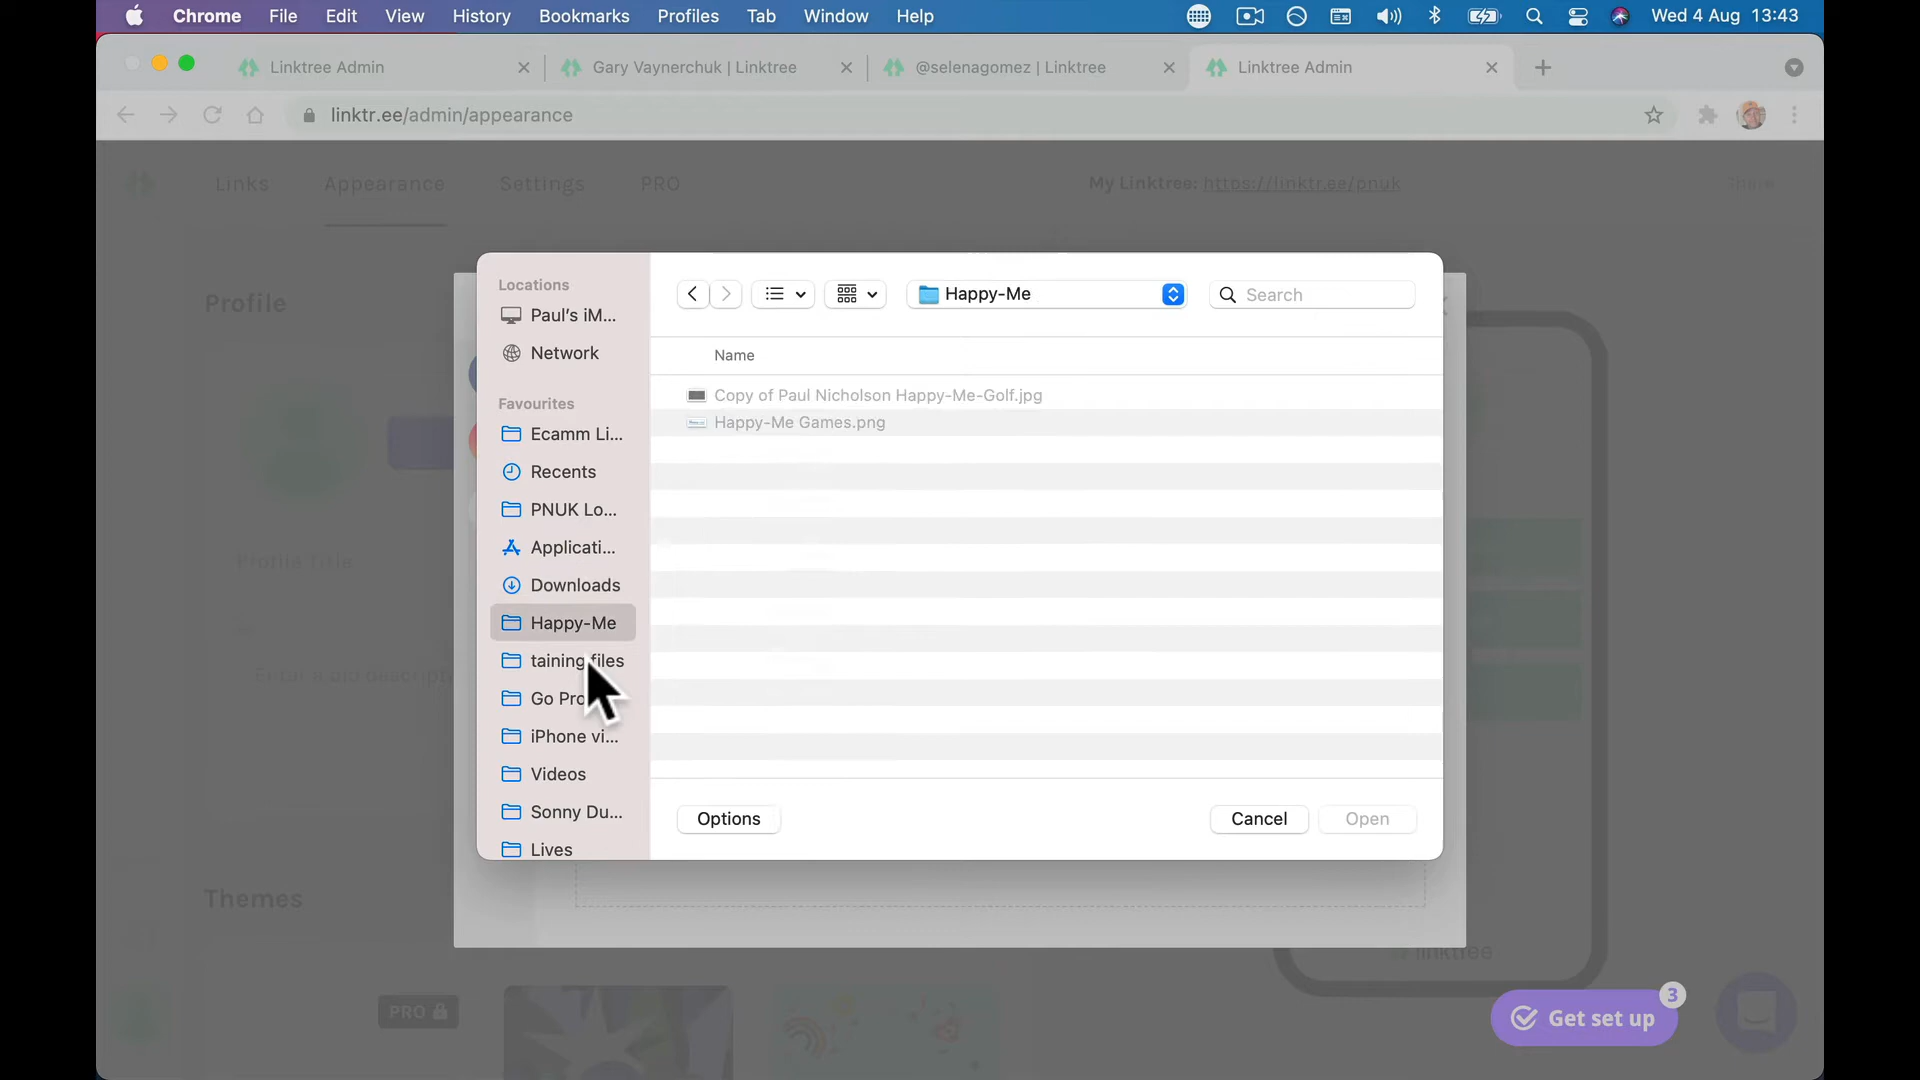 Chrome File Edit View History Bookmarks Profiles Tab Window Help Wed 4 Aug 13:43
Linktree Admin Gary Vaynerchuk | Linktree @selenagomez | Linktree Linktree Admin
linktr.ee/admin/appearance
Links Appearance Settings PRO My Linktree: https://linktr.ee/pnuk Share
Profile
Profile Title
Themes
PRO
Locations
Paul's iM...
Network
Favourites
Ecamm Li...
Recents
PNUK Lo...
Applicati...
Downloads
Happy-Me
taining files
Go Pro
iPhone vi...
Videos
Sonny Du...
Lives
Happy-Me
Search
Name
Copy of Paul Nicholson Happy-Me-Golf.jpg
Happy-Me Games.png
Options Cancel Open
linktree
3
Get set up